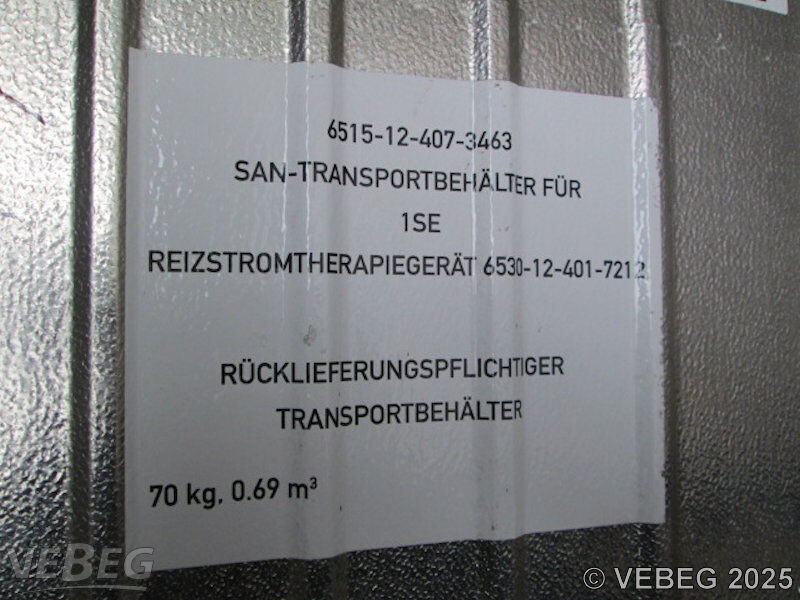 6515-12-407-3463
SAN-TRANSPORTBEHÄLTER FÜR
1SE
REIZSTROMTHERAPIEGERÄT 6530-12-401-7212
RÜCKLIEFERUNGSPFLICHTIGER
TRANSPORTBEHÄLTER
70 kg, 0.69 m³
VEBEG
© VEBEG 2025